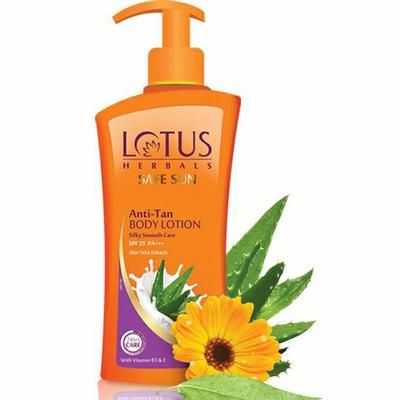 LOTUS
HERBALS
SAFE SUN
Anti-Tan
BODY LOTION
Silky Smooth Care
SPF 25 PA+++
Aloe Vera Extracts
24hrs
CARE
With Vitamin B3 & E